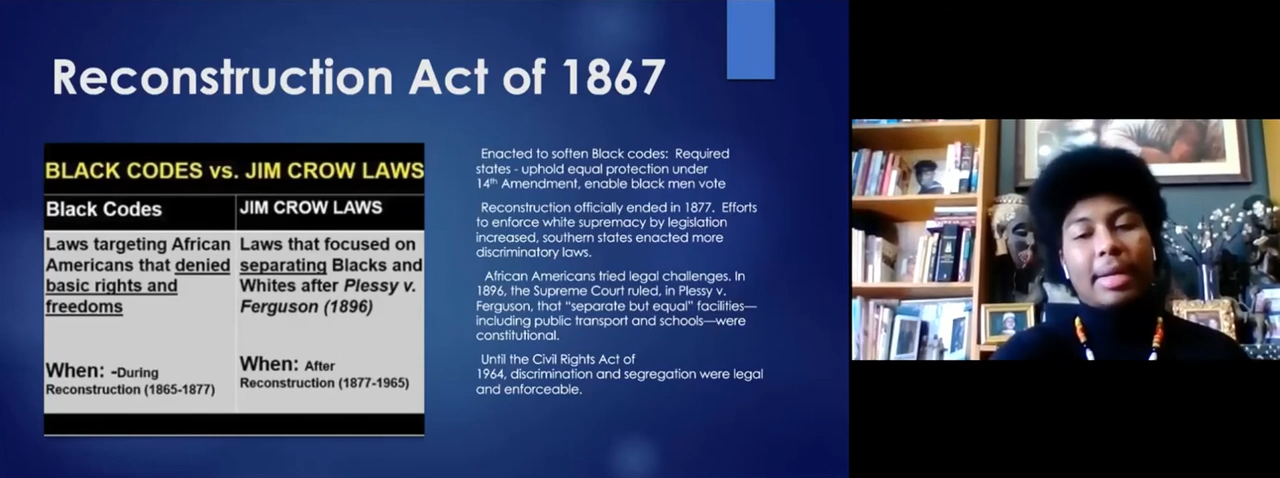 Reconstruction Act of 1867
BLACK CODES vs. JIM CROW LAWS
Black Codes
Laws targeting African
Americans that denied
basic rights and
freedoms
When: -During
Reconstruction (1865-1877)
JIM CROW LAWS
Laws that focused on
separating Blacks and
Whites after Plessy v.
Ferguson (1896)
When: After
Reconstruction (1877-1965)
Enacted to soften Black codes: Required
states - uphold equal protection under
14th Amendment, enable black men vote
Reconstruction officially ended in 1877. Efforts
to enforce white supremacy by legislation
increased, southern states enacted more
discriminatory laws.
African Americans tried legal challenges. In
1896, the Supreme Court ruled, in Plessy v.
Ferguson, that “separate but equal” facilities—
including public transport and schools—were
constitutional.
Until the Civil Rights Act of
1964, discrimination and segregation were legal
and enforceable.